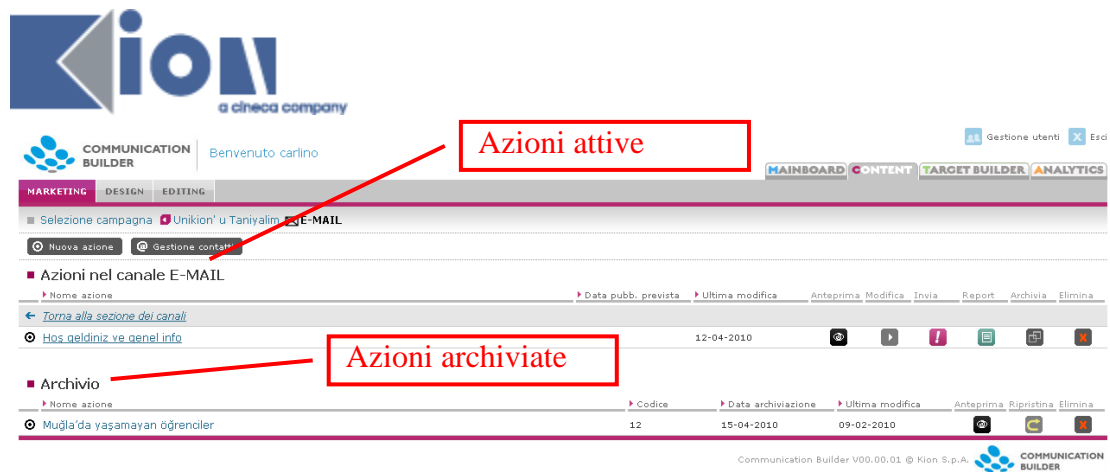 Kion
a cineca company
Azioni attive
Gestione utenti Esci
COMMUNICATION
BUILDER
Benvenuto carlino
MAINBOARD CONTENT TARGET BUILDER ANALYTICS
MARKETING DESIGN EDITING
Selezione campagna Unikion' u Taniyalim E-MAIL
Nuova azione Gestione contatti
Azioni nel canale E-MAIL
Nome azione Data pubb. prevista Ultima modifica Anteprima Modifica Invia Report Archivia Elimina
Torna alla sezione dei canali
Hoş geldiniz ve genel info 12-04-2010
Azioni archiviate
Archivio
Nome azione Codice Data archiviazione Ultima modifica Anteprima Ripristina Elimina
Muğla'da yaşamayan öğrenciler 12 15-04-2010 09-02-2010
Communication Builder V00.00.01 @ Kion S.p.A.
COMMUNICATION
BUILDER